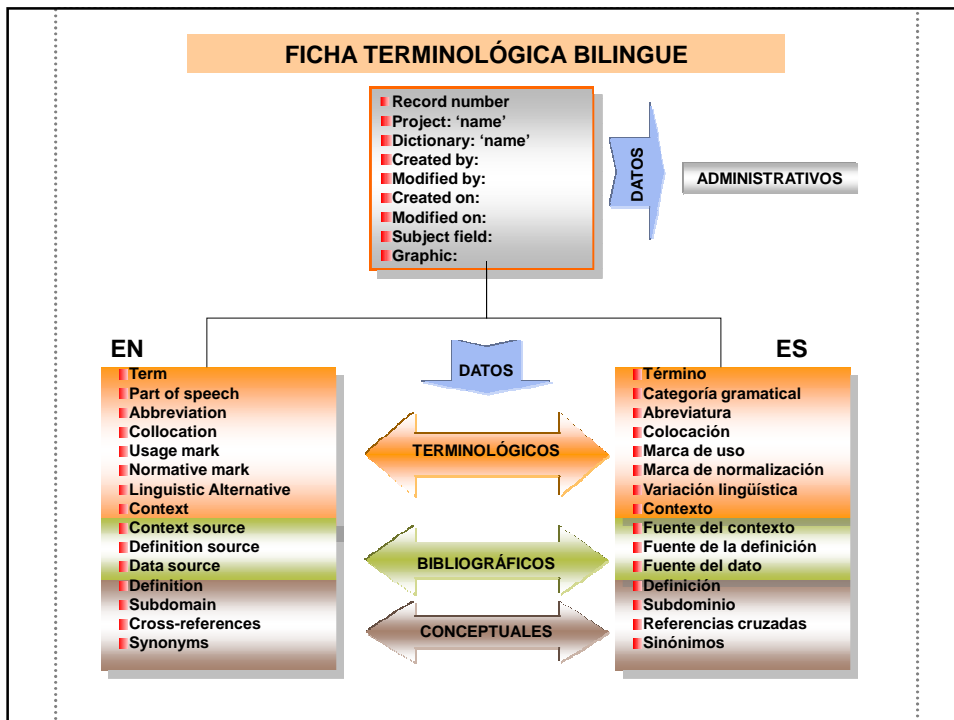 FICHA TERMINOLÓGICA BILINGUE
Record number
Project: ‘name’
Dictionary: ‘name’
Created by:
Modified by:
Created on:
Modified on:
Subject field:
Graphic:
DATOS
ADMINISTRATIVOS
EN
Term
Part of speech
Abbreviation
Collocation
Usage mark
Normative mark
Linguistic Alternative
Context
Context source
Definition source
Data source
Definition
Subdomain
Cross-references
Synonyms
DATOS
TERMINOLÓGICOS
BIBLIOGRÁFICOS
CONCEPTUALES
ES
Término
Categoría gramatical
Abreviatura
Colocación
Marca de uso
Marca de normalización
Variación lingüística
Contexto
Fuente del contexto
Fuente de la definición
Fuente del dato
Definición
Subdominio
Referencias cruzadas
Sinónimos